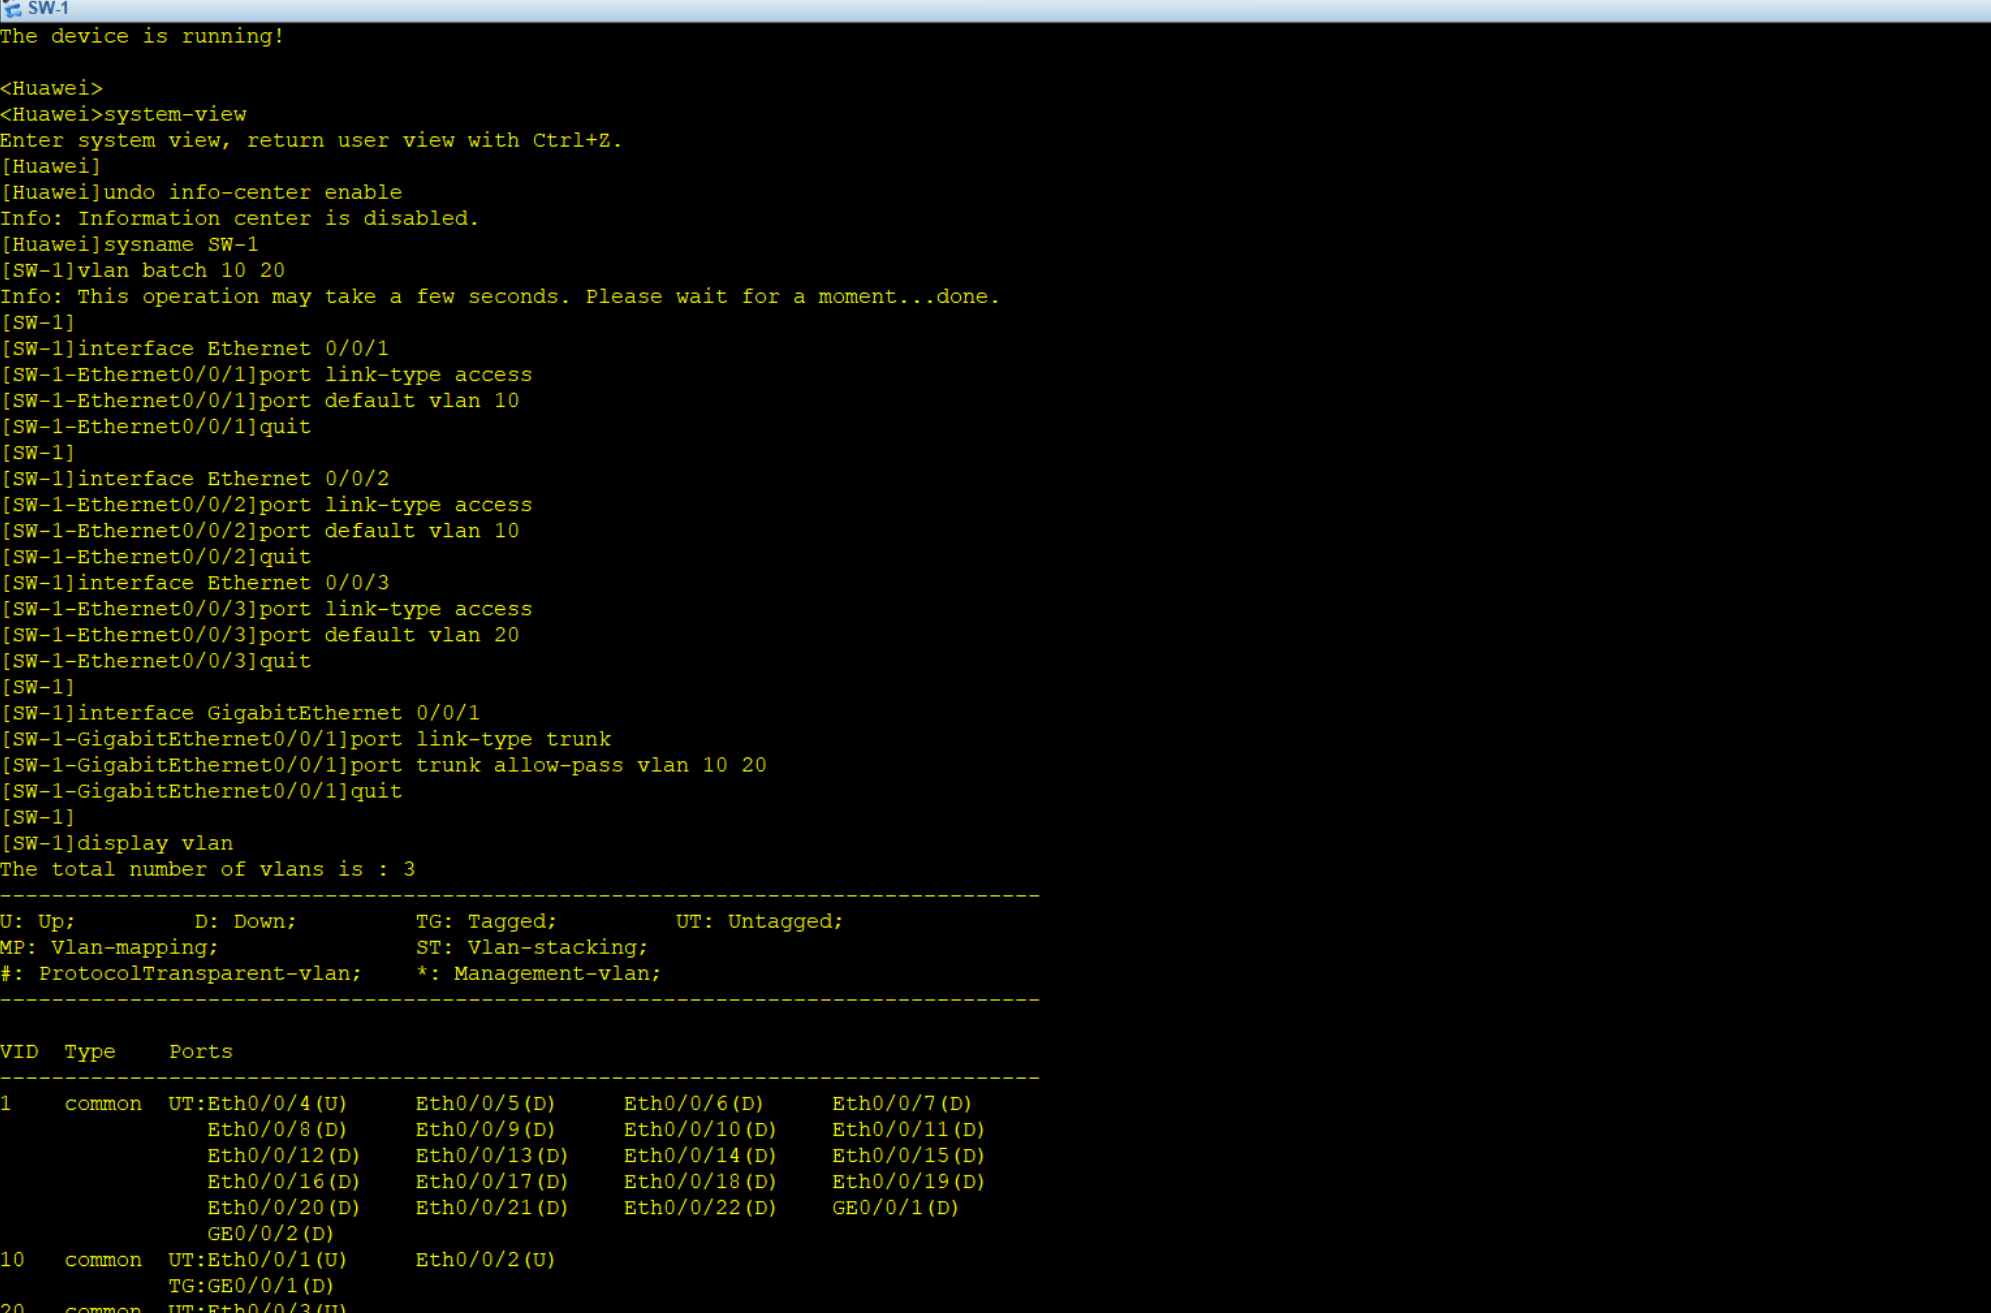 SW-1
The device is running!
<Huawei>
<Huawei>system-view
Enter system view, return user view with Ctrl+Z.
[Huawei]
[Huawei]undo info-center enable
Info: Information center is disabled.
[Huawei]sysname SW-1
[SW-1]vlan batch 10 20
Info: This operation may take a few seconds. Please wait for a moment...done.
[SW-1]
[SW-1]interface Ethernet 0/0/1
[SW-1-Ethernet0/0/1]port link-type access
[SW-1-Ethernet0/0/1]port default vlan 10
[SW-1-Ethernet0/0/1]quit
[SW-1]
[SW-1]interface Ethernet 0/0/2
[SW-1-Ethernet0/0/2]port link-type access
[SW-1-Ethernet0/0/2]port default vlan 10
[SW-1-Ethernet0/0/2]quit
[SW-1]interface Ethernet 0/0/3
[SW-1-Ethernet0/0/3]port link-type access
[SW-1-Ethernet0/0/3]port default vlan 20
[SW-1-Ethernet0/0/3]quit
[SW-1]
[SW-1]interface GigabitEthernet 0/0/1
[SW-1-GigabitEthernet0/0/1]port link-type trunk
[SW-1-GigabitEthernet0/0/1]port trunk allow-pass vlan 10 20
[SW-1-GigabitEthernet0/0/1]quit
[SW-1]
[SW-1]display vlan
The total number of vlans is : 3
--------------------------------------------------------------------------------
U: Up;         D: Down;         TG: Tagged;         UT: Untagged;
MP: Vlan-mapping;               ST: Vlan-stacking;
#: ProtocolTransparent-vlan;    *: Management-vlan;
--------------------------------------------------------------------------------
VID  Type    Ports
--------------------------------------------------------------------------------
1    common  UT:Eth0/0/4(U)     Eth0/0/5(D)     Eth0/0/6(D)     Eth0/0/7(D)
                Eth0/0/8(D)     Eth0/0/9(D)     Eth0/0/10(D)    Eth0/0/11(D)
                Eth0/0/12(D)    Eth0/0/13(D)    Eth0/0/14(D)    Eth0/0/15(D)
                Eth0/0/16(D)    Eth0/0/17(D)    Eth0/0/18(D)    Eth0/0/19(D)
                Eth0/0/20(D)    Eth0/0/21(D)    Eth0/0/22(D)    GE0/0/1(D)
                GE0/0/2(D)
10   common  UT:Eth0/0/1(U)     Eth0/0/2(U)
             TG:GE0/0/1(D)
20   common  UT:Eth0/0/3(U)